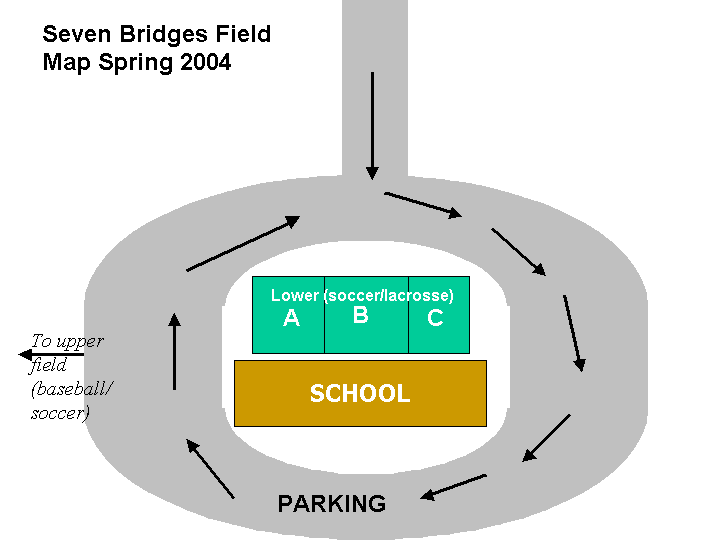 Seven Bridges Field
Map Spring 2004
Lower (soccer/lacrosse)
A B C
To upper
field
(baseball/
soccer)
SCHOOL
PARKING